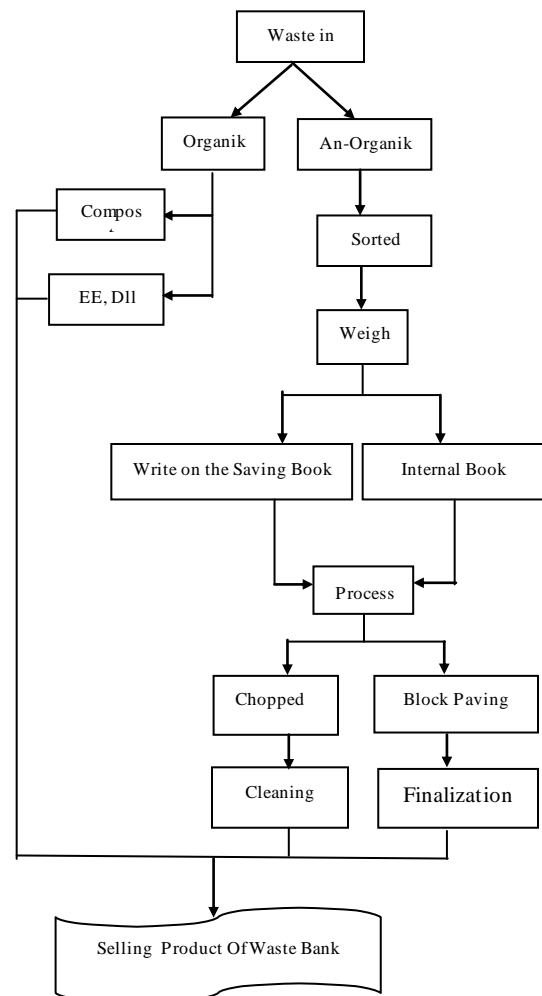 Waste in
Organik
An-Organik
Compos
Sorted
EE, Dll
Weigh
Write on the Saving Book
Internal Book
Process
Chopped
Block Paving
Cleaning
Finalization
Selling Product Of Waste Bank